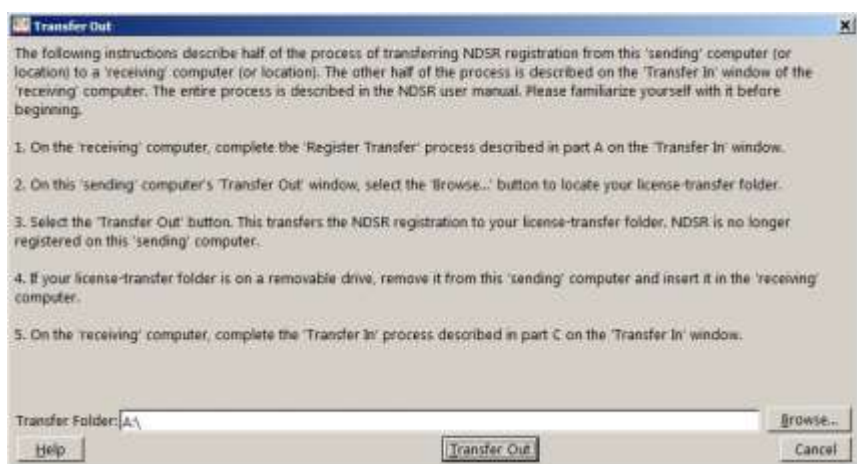 Transfer Out
The following instructions describe half of the process of transferring NDSR registration from this 'sending' computer (or
location) to a 'receiving' computer (or location). The other half of the process is described on the 'Transfer In' window of the
'receiving' computer. The entire process is described in the NDSR user manual. Please familiarize yourself with it before
beginning.
1. On the 'receiving' computer, complete the 'Register Transfer' process described in part A on the 'Transfer In' window.
2. On this 'sending' computer's 'Transfer Out' window, select the 'Browse...' button to locate your license-transfer folder.
3. Select the 'Transfer Out' button. This transfers the NDSR registration to your license-transfer folder. NDSR is no longer
registered on this 'sending' computer.
4. If your license-transfer folder is on a removable drive, remove it from this 'sending' computer and insert it in the 'receiving'
computer.
5. On the 'receiving' computer, complete the 'Transfer In' process described in part C on the 'Transfer In' window.
Transfer Folder: A:\ Browse...
Help Transfer Out Cancel